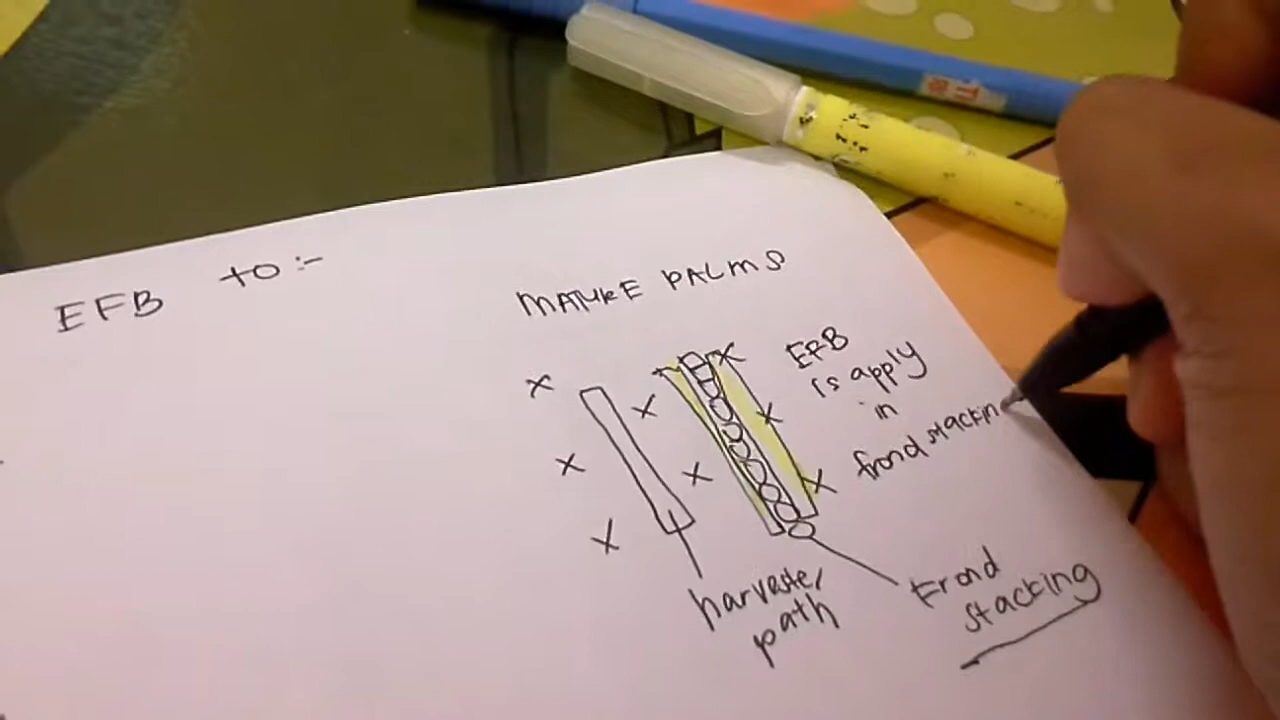 EFB to :-
MATURE PALMS
EFB
is apply
in
frond stackin
harvester
path
Frond
stacking